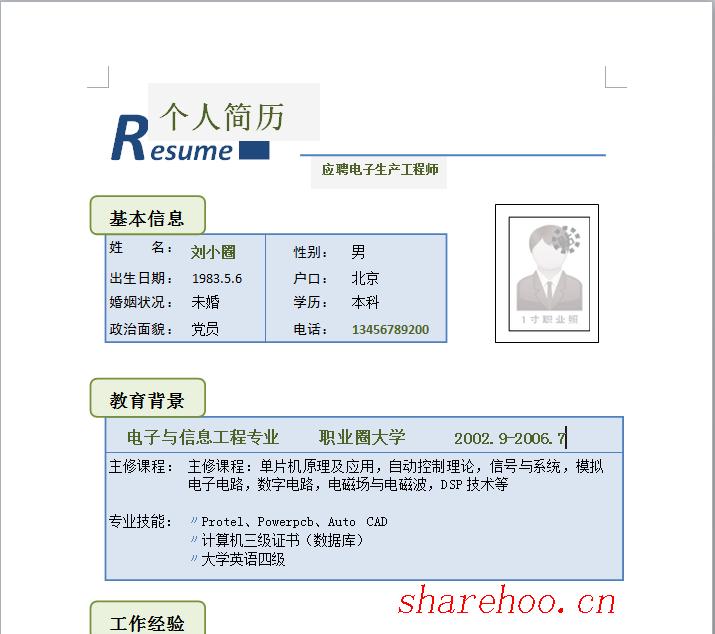 个人简历
Resume
应聘电子生产工程师
基本信息
姓 名： 刘小圈 性别： 男
出生日期： 1983.5.6 户口： 北京
婚姻状况： 未婚 学历： 本科
政治面貌： 党员 电话： 13456789200
1寸职业照
教育背景
电子与信息工程专业 职业圈大学 2002.9-2006.7
主修课程： 主修课程：单片机原理及应用，自动控制理论，信号与系统，模拟
电子电路，数字电路，电磁场与电磁波，DSP技术等
专业技能： 〃Protel、Powerpcb、Auto CAD
〃计算机三级证书（数据库）
〃大学英语四级
sharehoo.cn
工作经验